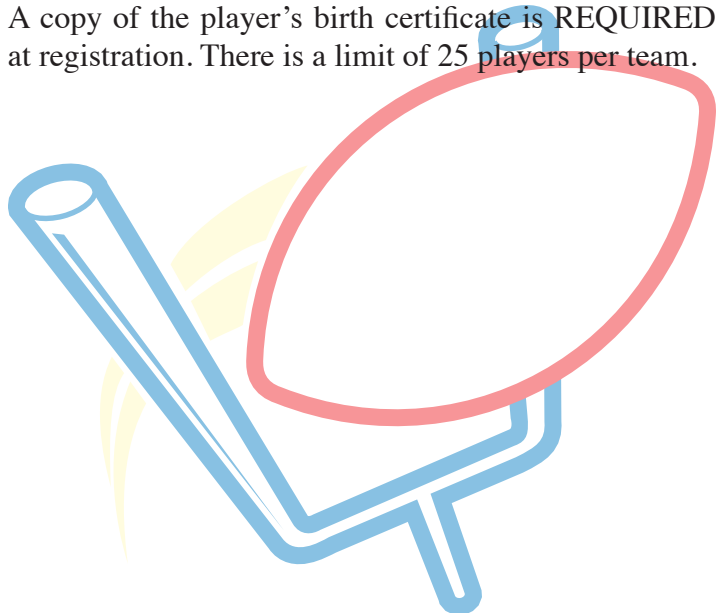 A copy of the player’s birth certificate is REQUIRED
at registration. There is a limit of 25 players per team.